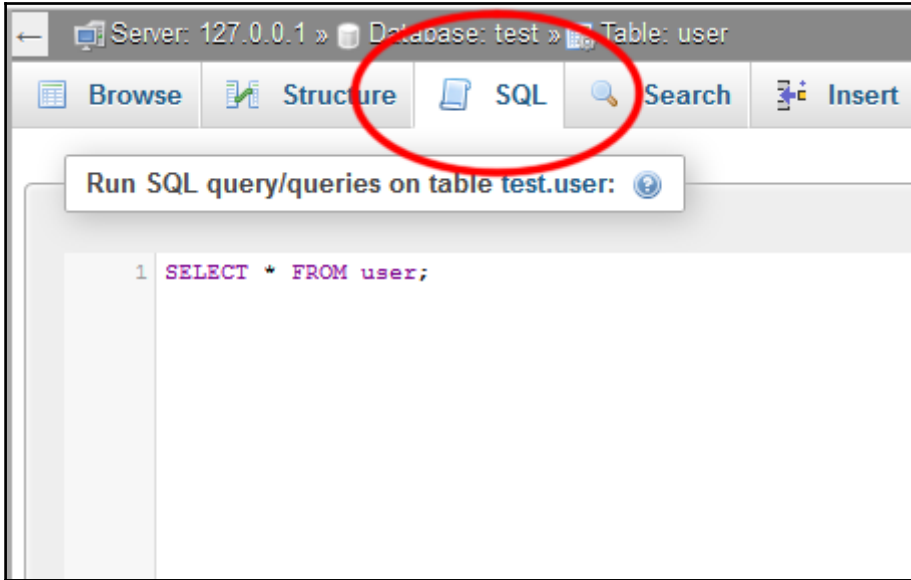 ← Server: 127.0.0.1 » Database: test » Table: user
Browse Structure SQL Search Insert
Run SQL query/queries on table test.user:
1 SELECT * FROM user;